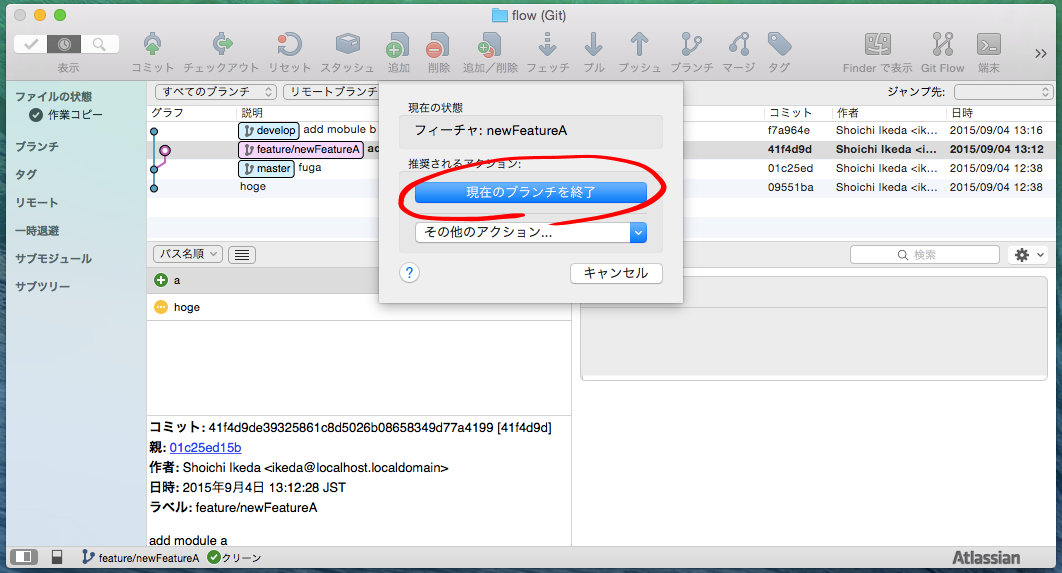 flow (Git)
表示
コミット
チェックアウト
リセット
スタッシュ
追加
削除
追加/削除
フェッチ
プル
プッシュ
ブランチ
マージ
タグ
Finder で表示
Git Flow
端末
ファイルの状態
作業コピー
ブランチ
タグ
リモート
一時退避
サブモジュール
サブツリー
すべてのブランチ
リモートブランチ
ジャンプ先:
グラフ 説明 コミット 作者 日時
develop add mobule b f7a964e Shoichi Ikeda <ik... 2015/09/04 13:16
feature/newFeatureA 41f4d9d Shoichi Ikeda <i... 2015/09/04 13:12
master fuga 01c25ed Shoichi Ikeda <ik... 2015/09/04 12:38
hoge 09551ba Shoichi Ikeda <ik... 2015/09/04 12:38
現在の状態
フィーチャ: newFeatureA
推奨されるアクション:
現在のブランチを終了
その他のアクション...
?
キャンセル
パス名順
検索
a
hoge
コミット: 41f4d9de39325861c8d5026b08658349d77a4199 [41f4d9d]
親: 01c25ed15b
作者: Shoichi Ikeda <ikeda@localhost.localdomain>
日時: 2015年9月4日 13:12:28 JST
ラベル: feature/newFeatureA
add module a
feature/newFeatureA
クリーン
Atlassian